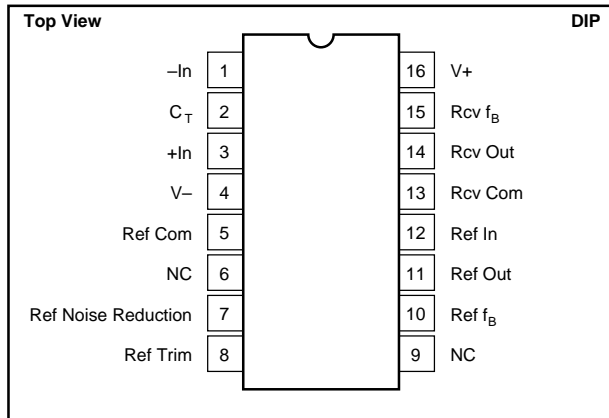 Top View DIP
–In 1 16 V+
C_T 2 15 Rcv f_B
+In 3 14 Rcv Out
V– 4 13 Rcv Com
Ref Com 5 12 Ref In
NC 6 11 Ref Out
Ref Noise Reduction 7 10 Ref f_B
Ref Trim 8 9 NC